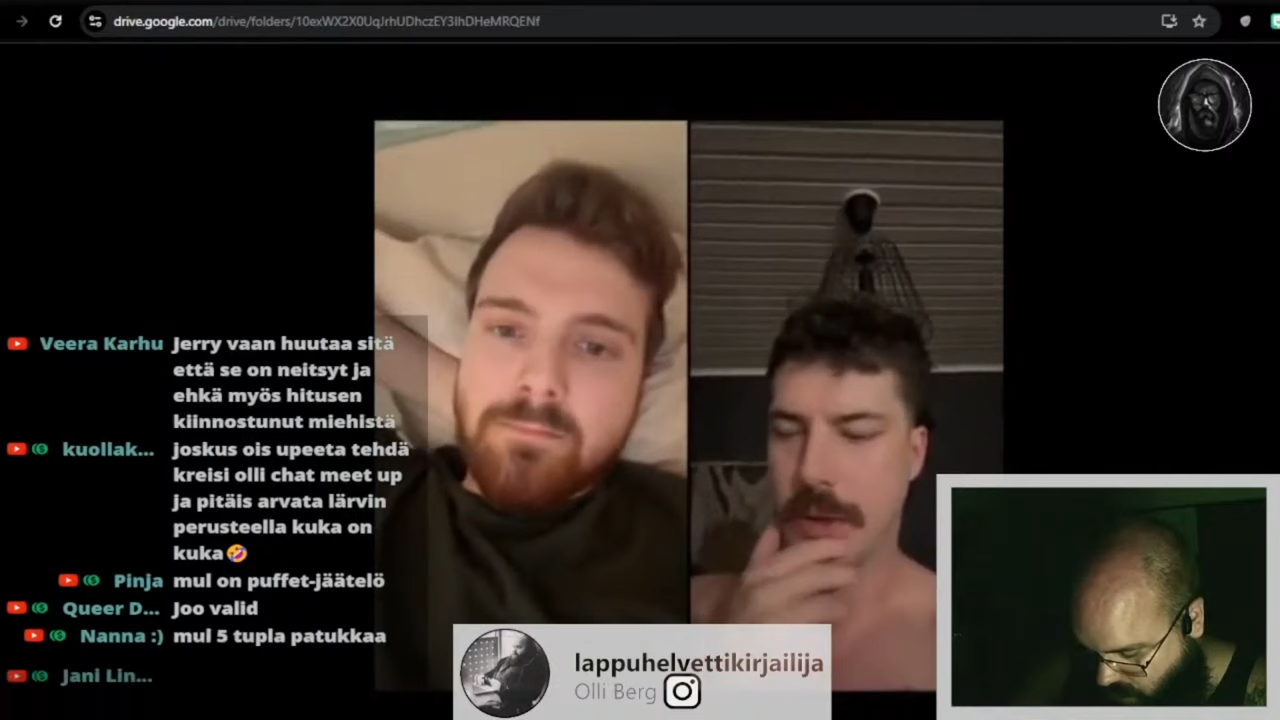 drive.google.com/drive/folders/10exWX2X0UqJrhUDhczEY3IhDHeMRQENf
Veera Karhu Jerry vaan huutaa sitä
että se on neitsyt ja
ehkä myös hitusen
kiinnostunut miehistä
kuollak... joskus ois upeeta tehdä
kreisi olli chat meet up
ja pitäis arvata lärvin
perusteella kuka on
kuka🤣
Pinja mul on puffet-jäätelö
Queer D... Joo valid
Nanna :) mul 5 tupla patukkaa
Jani Lin...
lappuhelvettikirjailija
Olli Berg